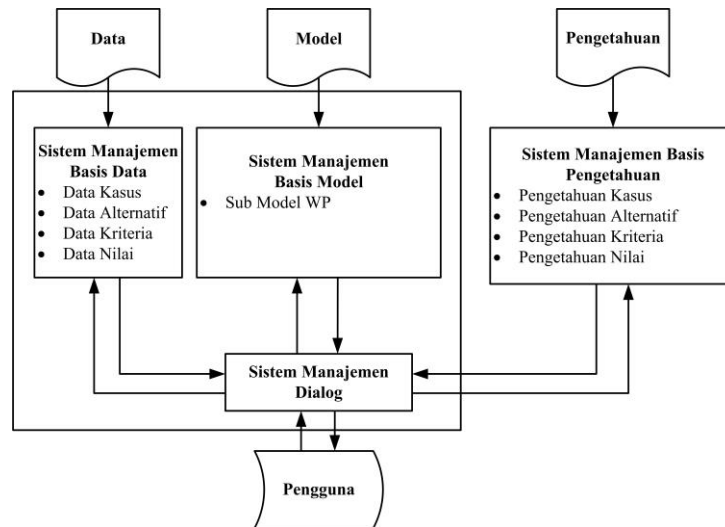 Data
Model
Pengetahuan
Sistem Manajemen
Basis Data
• Data Kasus
• Data Alternatif
• Data Kriteria
• Data Nilai
Sistem Manajemen
Basis Model
• Sub Model WP
Sistem Manajemen Basis
Pengetahuan
• Pengetahuan Kasus
• Pengetahuan Alternatif
• Pengetahuan Kriteria
• Pengetahuan Nilai
Sistem Manajemen
Dialog
Pengguna